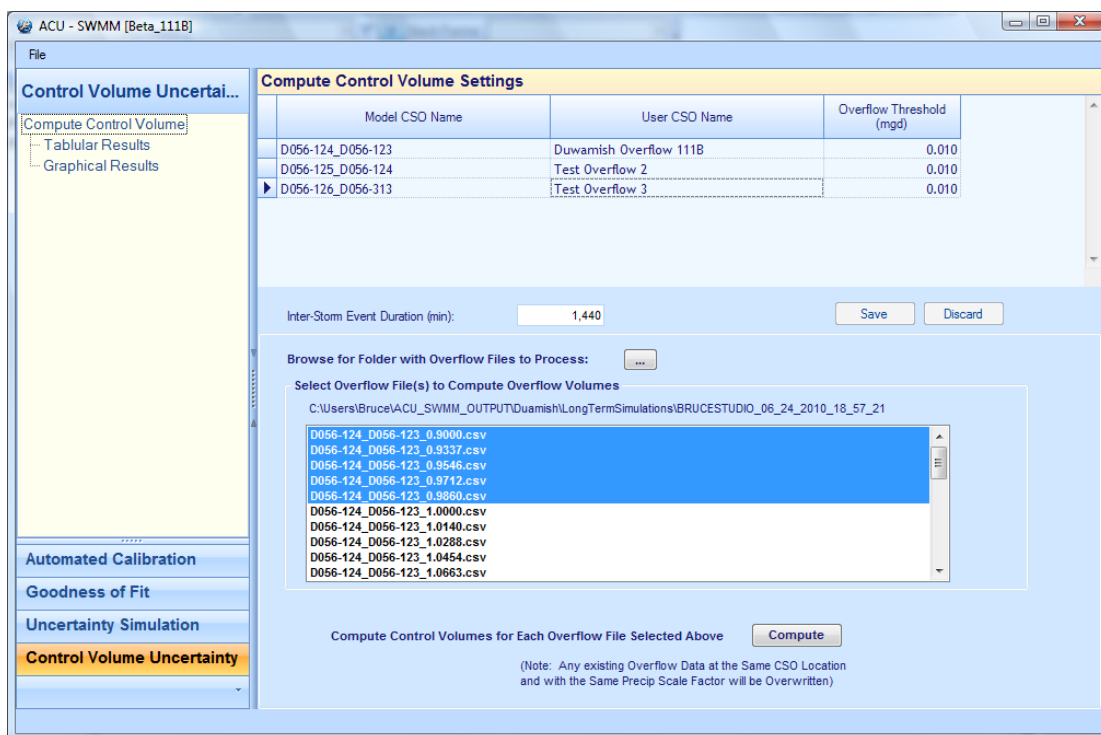 ACU - SWMM [Beta_111B]
File
Control Volume Uncertai...
Compute Control Volume
Tablular Results
Graphical Results
Automated Calibration
Goodness of Fit
Uncertainty Simulation
Control Volume Uncertainty
Compute Control Volume Settings
Model CSO Name User CSO Name Overflow Threshold
(mgd)
D056-124_D056-123 Duwamish Overflow 111B 0.010
D056-125_D056-124 Test Overflow 2 0.010
D056-126_D056-313 Test Overflow 3 0.010
Inter-Storm Event Duration (min): 1,440 Save Discard
Browse for Folder with Overflow Files to Process: ...
Select Overflow File(s) to Compute Overflow Volumes
C:\Users\Bruce\ACU_SWMM_OUTPUT\Duamish\LongTermSimulations\BRUCESTUDIO_06_24_2010_18_57_21
D056-124_D056-123_0.9000.csv
D056-124_D056-123_0.9337.csv
D056-124_D056-123_0.9546.csv
D056-124_D056-123_0.9712.csv
D056-124_D056-123_0.9860.csv
D056-124_D056-123_1.0000.csv
D056-124_D056-123_1.0140.csv
D056-124_D056-123_1.0288.csv
D056-124_D056-123_1.0454.csv
D056-124_D056-123_1.0663.csv
Compute Control Volumes for Each Overflow File Selected Above Compute
(Note: Any existing Overflow Data at the Same CSO Location
and with the Same Precip Scale Factor will be Overwritten)